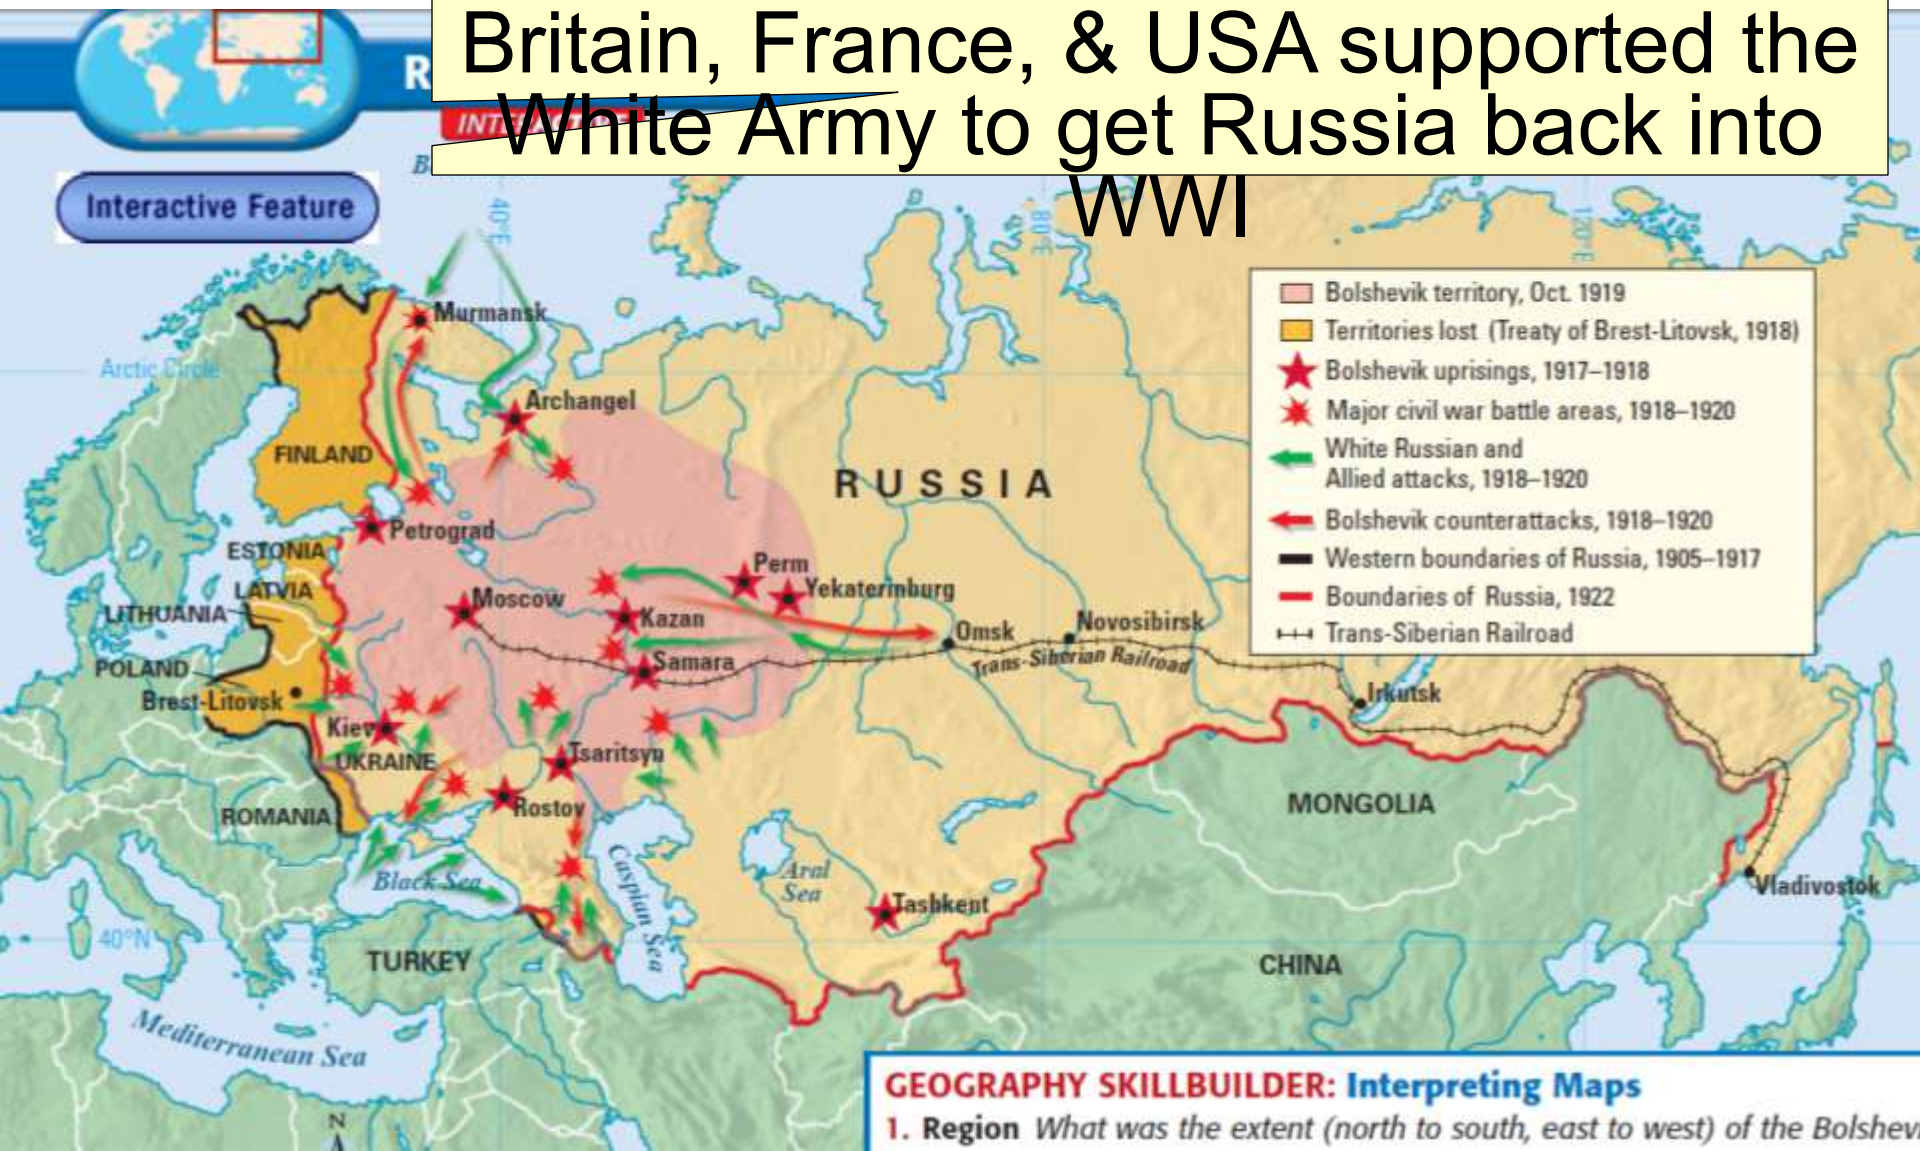 Britain, France, & USA supported the
White Army to get Russia back into
WWI
R
Interactive Feature
40°E
80°E
120°E
Bolshevik territory, Oct. 1919
Territories lost (Treaty of Brest-Litovsk, 1918)
Bolshevik uprisings, 1917–1918
Major civil war battle areas, 1918–1920
White Russian and
Allied attacks, 1918–1920
Bolshevik counterattacks, 1918–1920
Western boundaries of Russia, 1905–1917
Boundaries of Russia, 1922
Trans-Siberian Railroad
Murmansk
Arctic Circle
Archangel
FINLAND
RUSSIA
Petrograd
ESTONIA
LATVIA
LITHUANIA
Perm
Yekaterinburg
Moscow
Kazan
Omsk
Novosibirsk
Samara
Trans-Siberian Railroad
POLAND
Brest-Litovsk
Irkutsk
Kiev
UKRAINE
Tsaritsyn
Rostov
ROMANIA
MONGOLIA
Black Sea
Caspian Sea
Aral
Sea
Tashkent
Vladivostok
40°N
TURKEY
CHINA
Mediterranean Sea
N
GEOGRAPHY SKILLBUILDER: Interpreting Maps
1. Region What was the extent (north to south, east to west) of the Bolshev